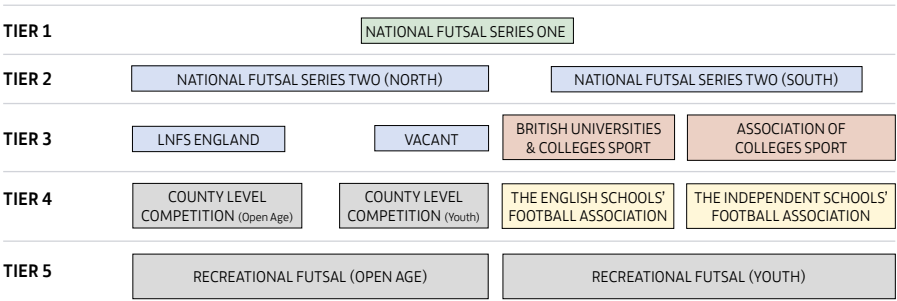 TIER 1
NATIONAL FUTSAL SERIES ONE
TIER 2
NATIONAL FUTSAL SERIES TWO (NORTH)
NATIONAL FUTSAL SERIES TWO (SOUTH)
TIER 3
LNFS ENGLAND
VACANT
BRITISH UNIVERSITIES
& COLLEGES SPORT
ASSOCIATION OF
COLLEGES SPORT
TIER 4
COUNTY LEVEL
COMPETITION (Open Age)
COUNTY LEVEL
COMPETITION (Youth)
THE ENGLISH SCHOOLS'
FOOTBALL ASSOCIATION
THE INDEPENDENT SCHOOLS'
FOOTBALL ASSOCIATION
TIER 5
RECREATIONAL FUTSAL (OPEN AGE)
RECREATIONAL FUTSAL (YOUTH)